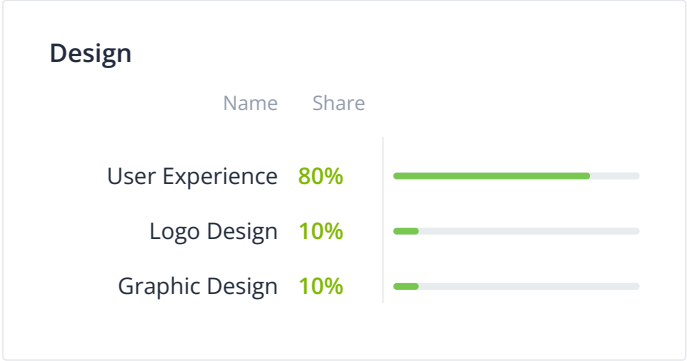 Design
Name Share
User Experience 80%
Logo Design 10%
Graphic Design 10%